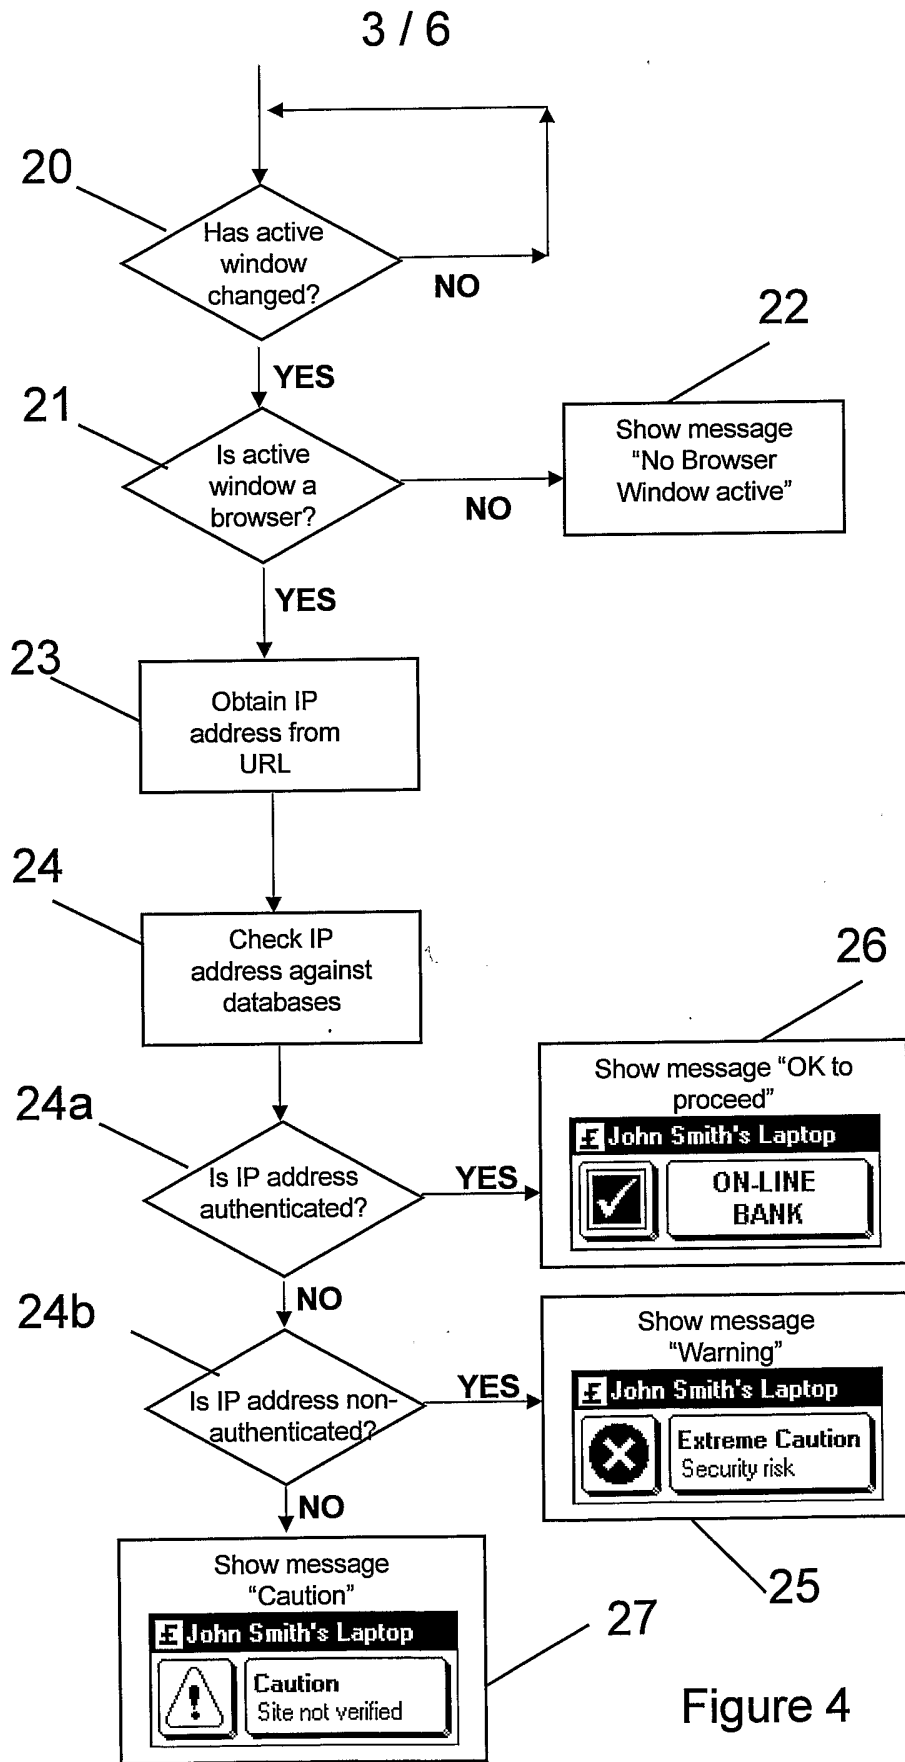 3 / 6
20
Has active
window
changed?
NO
YES
22
21
Is active
window a
browser?
NO
Show message
“No Browser
Window active”
YES
23
Obtain IP
address from
URL
24
Check IP
address against
databases
26
24a
Is IP address
authenticated?
YES
Show message “OK to
proceed”
£ John Smith's Laptop
ON-LINE
BANK
NO
24b
Is IP address non-
authenticated?
YES
Show message
“Warning”
£ John Smith's Laptop
Extreme Caution
Security risk
25
NO
Show message
“Caution”
£ John Smith's Laptop
Caution
Site not verified
27
Figure 4